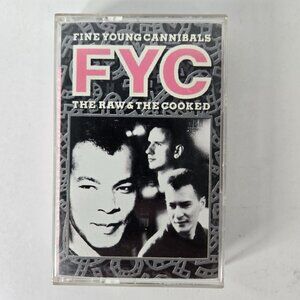 FINE YOUNG CANNIBALS
FYC
THE RAW & THE COOKED